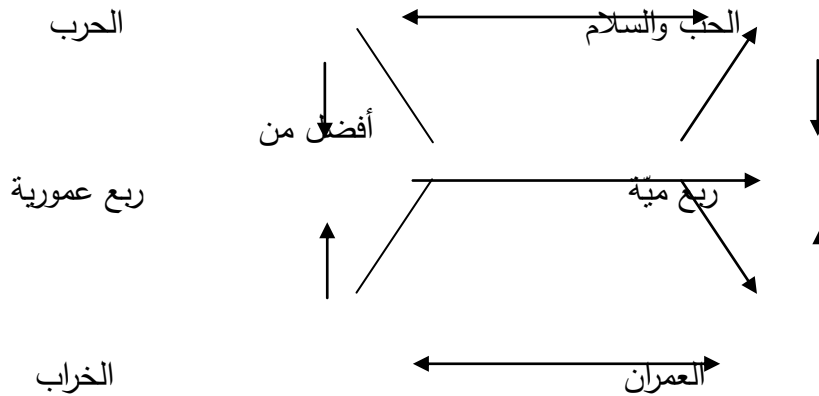 الحب والسلام الحرب
أفضل من
ربع ميّة ربع عمورية
العمران الخراب